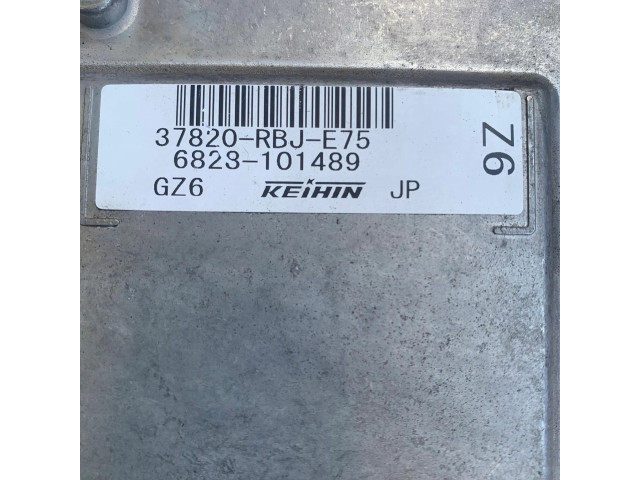 37820-RBJ-E75
6823-101489
GZ6 KEIHIN JP
Z6